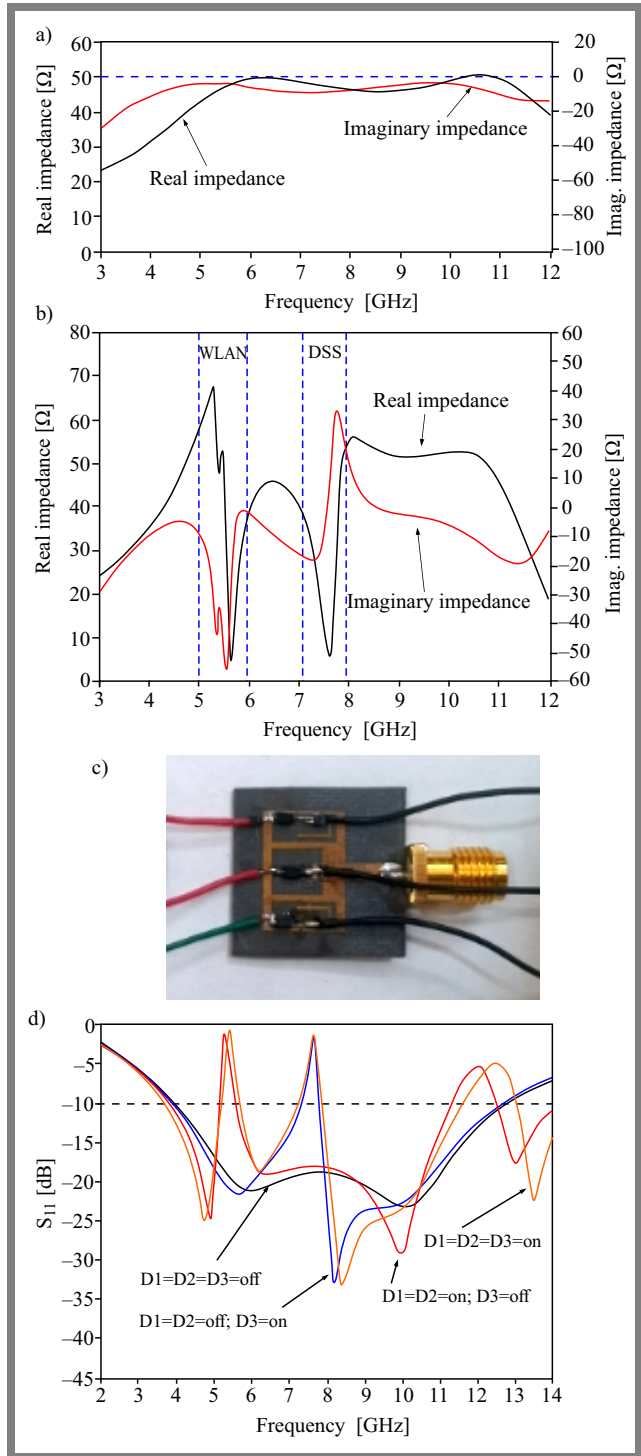 a)
Real impedance [Ω]
60
50
40
30
20
10
0
20
0
−20
−40
−60
−80
−100
Imag. impedance [Ω]
Imaginary impedance
Real impedance
3 4 5 6 7 8 9 10 11 12
Frequency [GHz]
b)
Real impedance [Ω]
80
70
60
50
40
30
20
10
0
60
50
40
30
20
10
0
−10
−20
−30
−40
−50
−60
Imag. impedance [Ω]
WLAN DSS
Real impedance
Imaginary impedance
3 4 5 6 7 8 9 10 11 12
Frequency [GHz]
c)
d)
S11 [dB]
0
−5
−10
−15
−20
−25
−30
−35
−40
−45
D1=D2=D3=on
D1=D2=D3=off
D1=D2=on; D3=off
D1=D2=off; D3=on
2 3 4 5 6 7 8 9 10 11 12 13 14
Frequency [GHz]